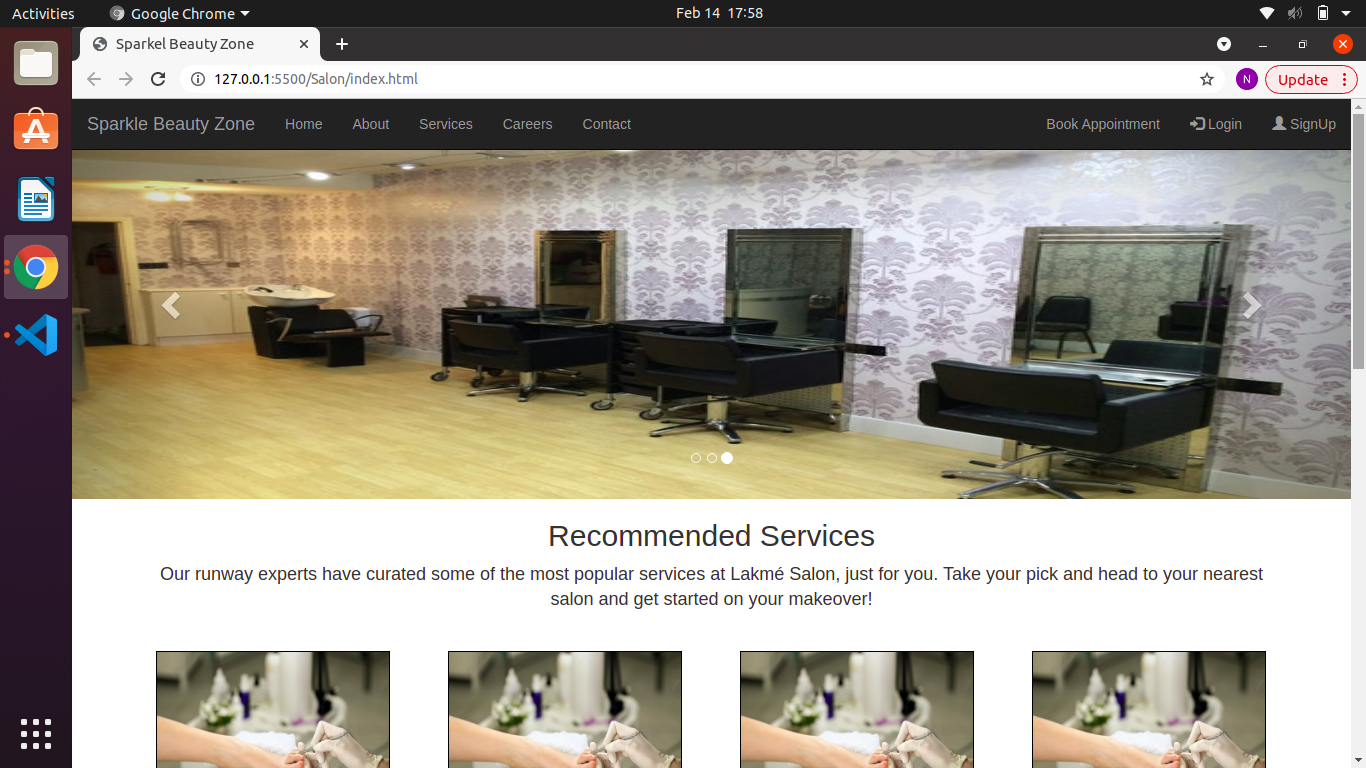 Activities
Google Chrome
Feb 14 17:58
Sparkel Beauty Zone
127.0.0.1:5500/Salon/index.html
N
Update
Sparkle Beauty Zone
Home
About
Services
Careers
Contact
Book Appointment
Login
SignUp
Recommended Services
Our runway experts have curated some of the most popular services at Lakmé Salon, just for you. Take your pick and head to your nearest
salon and get started on your makeover!